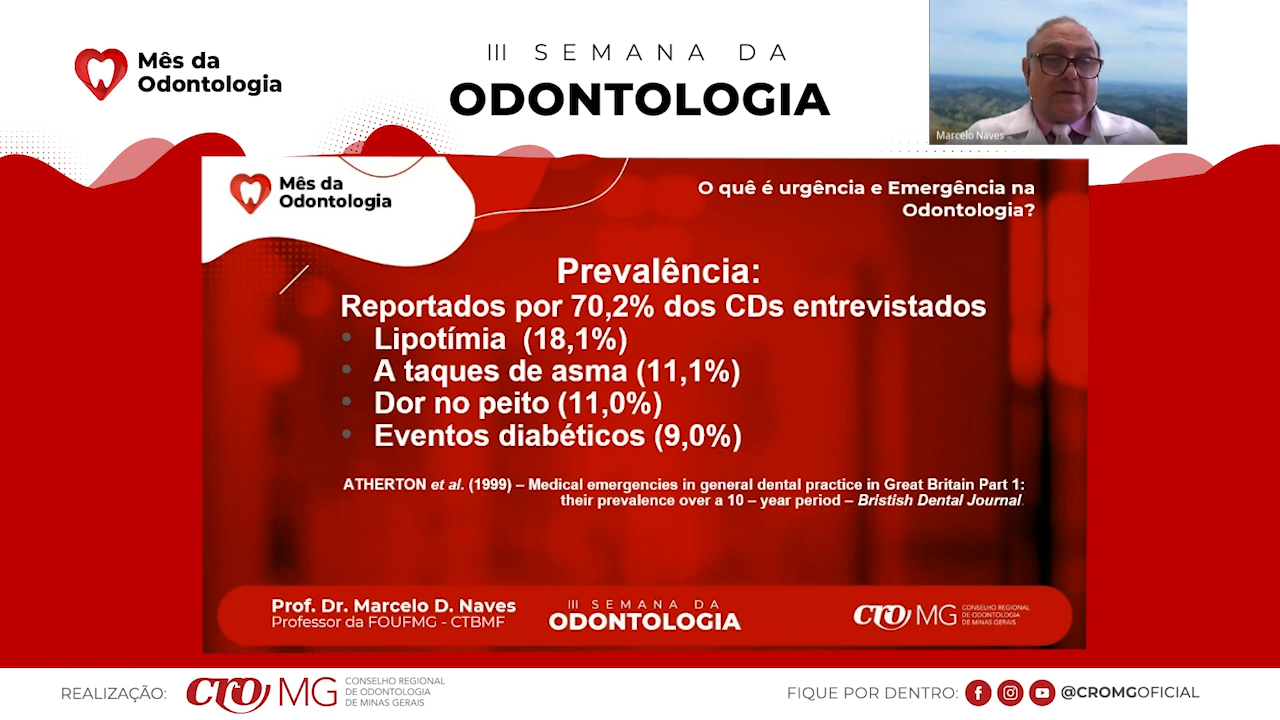 Mês da
Odontologia
III SEMANA DA
ODONTOLOGIA
Marcelo Naves
Mês da
Odontologia
O quê é urgência e Emergência na
Odontologia?
Prevalência:
Reportados por 70,2% dos CDs entrevistados
• Lipotímia (18,1%)
• A taques de asma (11,1%)
• Dor no peito (11,0%)
• Eventos diabéticos (9,0%)
ATHERTON et al. (1999) – Medical emergencies in general dental practice in Great Britain Part 1:
their prevalence over a 10 – year period – Bristish Dental Journal.
Prof. Dr. Marcelo D. Naves
Professor da FOUFMG - CTBMF
III SEMANA DA
ODONTOLOGIA
CRO MG
CONSELHO REGIONAL
DE ODONTOLOGIA
DE MINAS GERAIS
REALIZAÇÃO:
CRO MG
CONSELHO REGIONAL
DE ODONTOLOGIA
DE MINAS GERAIS
FIQUE POR DENTRO: @CROMGOFICIAL